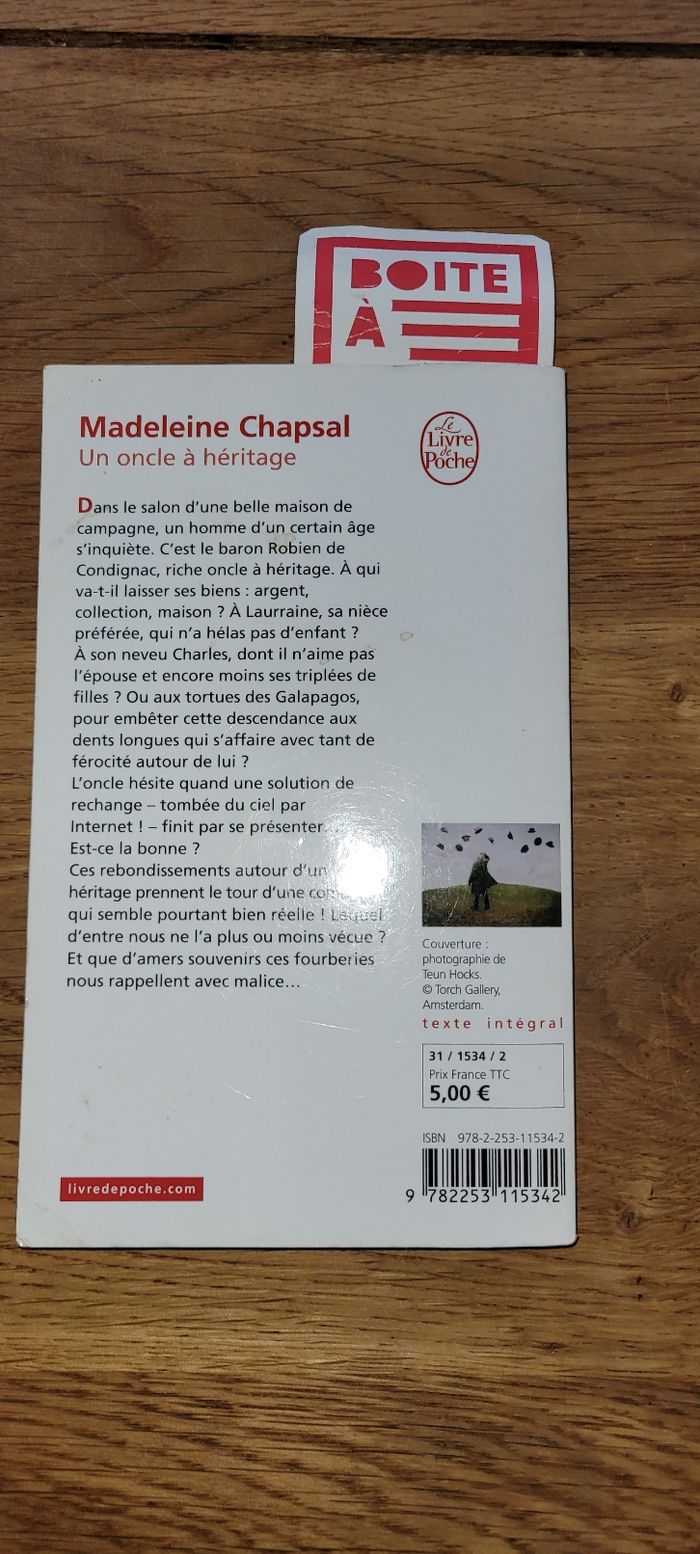 BOITE
À
Madeleine Chapsal
Un oncle à héritage
Le
Livre
de
Poche
Dans le salon d'une belle maison de
campagne, un homme d'un certain âge
s'inquiète. C'est le baron Robien de
Condignac, riche oncle à héritage. À qui
va-t-il laisser ses biens : argent,
collection, maison ? À Laurraine, sa nièce
préférée, qui n'a hélas pas d'enfant ?
À son neveu Charles, dont il n'aime pas
l'épouse et encore moins ses triplées de
filles ? Ou aux tortues des Galapagos,
pour embêter cette descendance aux
dents longues qui s'affaire avec tant de
férocité autour de lui ?
L'oncle hésite quand une solution de
rechange – tombée du ciel par
Internet ! – finit par se présenter…
Est-ce la bonne ?
Ces rebondissements autour d'un
héritage prennent le tour d'une
qui semble pourtant bien réelle ! Lequel
d'entre nous ne l'a plus ou moins vécue ?
Et que d'amers souvenirs ces fourberies
nous rappellent avec malice…
Couverture :
photographie de
Teun Hocks.
© Torch Gallery,
Amsterdam.
texte intégral
31 / 1534 / 2
Prix France TTC
5,00 €
ISBN 978-2-253-11534-2
9 782253 115342
livredepoche.com